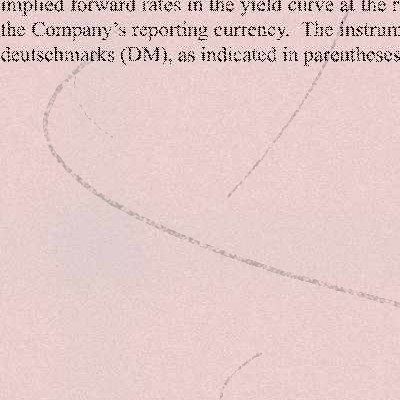 implied forward rates in the yield curve at the r
the Company's reporting currency. The instrum
deutschmarks (DM), as indicated in parentheses